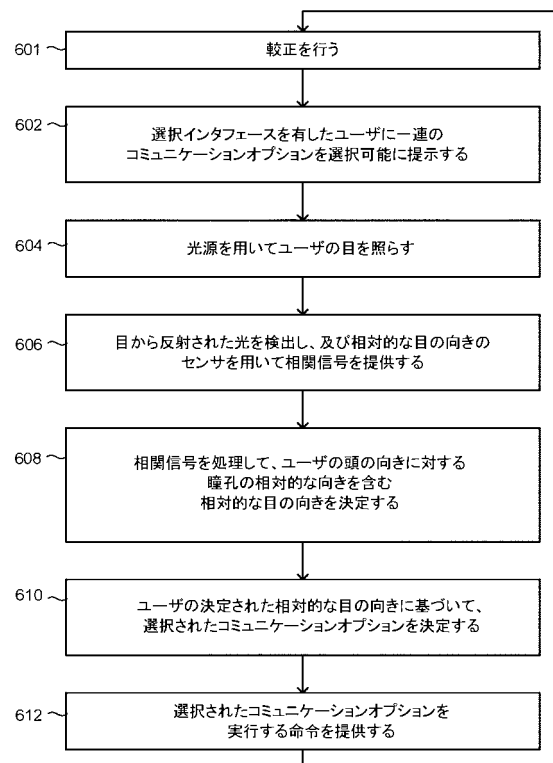 601
較正を行う
602
選択インタフェースを有したユーザに一連の
コミュニケーションオプションを選択可能に提示する
604
光源を用いてユーザの目を照らす
606
目から反射された光を検出し、及び相対的な目の向きの
センサを用いて相関信号を提供する
608
相関信号を処理して、ユーザの頭の向きに対する
瞳孔の相対的な向きを含む
相対的な目の向きを決定する
610
ユーザの決定された相対的な目の向きに基づいて、
選択されたコミュニケーションオプションを決定する
612
選択されたコミュニケーションオプションを
実行する命令を提供する